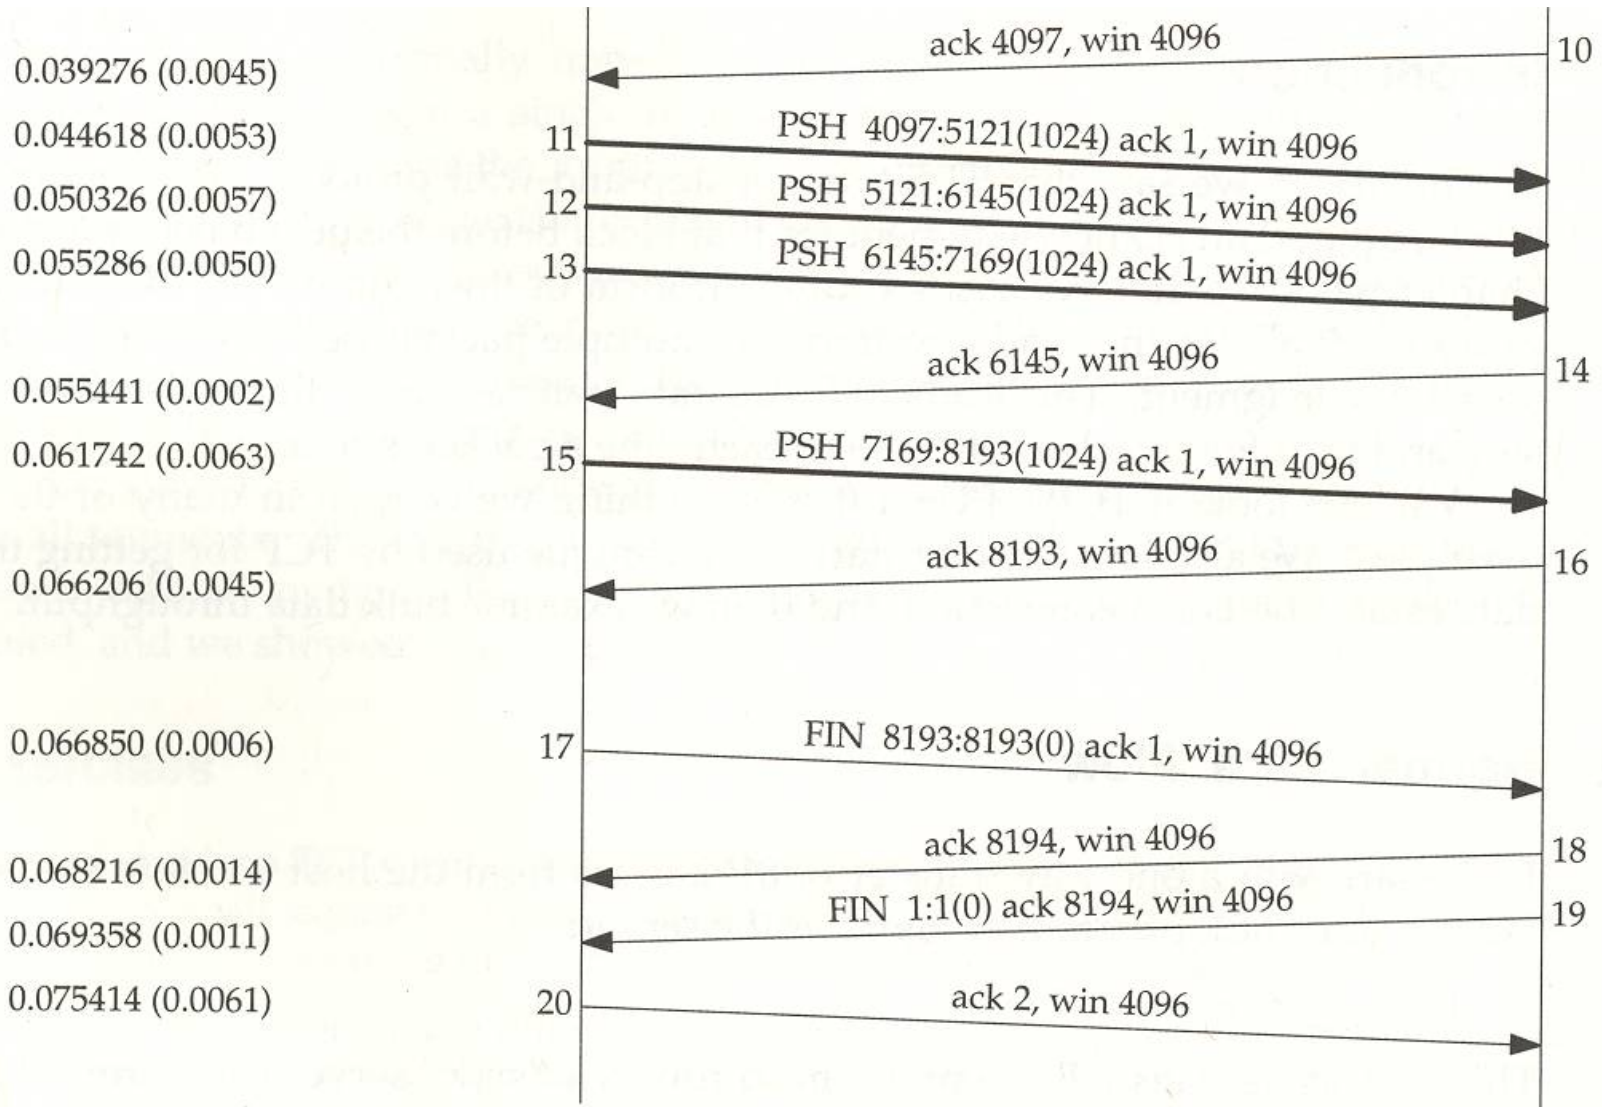 ack 4097, win 4096 10
0.039276 (0.0045)
0.044618 (0.0053) 11 PSH 4097:5121(1024) ack 1, win 4096
0.050326 (0.0057) 12 PSH 5121:6145(1024) ack 1, win 4096
0.055286 (0.0050) 13 PSH 6145:7169(1024) ack 1, win 4096
ack 6145, win 4096 14
0.055441 (0.0002)
0.061742 (0.0063) 15 PSH 7169:8193(1024) ack 1, win 4096
ack 8193, win 4096 16
0.066206 (0.0045)
0.066850 (0.0006) 17 FIN 8193:8193(0) ack 1, win 4096
ack 8194, win 4096 18
0.068216 (0.0014)
FIN 1:1(0) ack 8194, win 4096 19
0.069358 (0.0011)
0.075414 (0.0061) 20 ack 2, win 4096